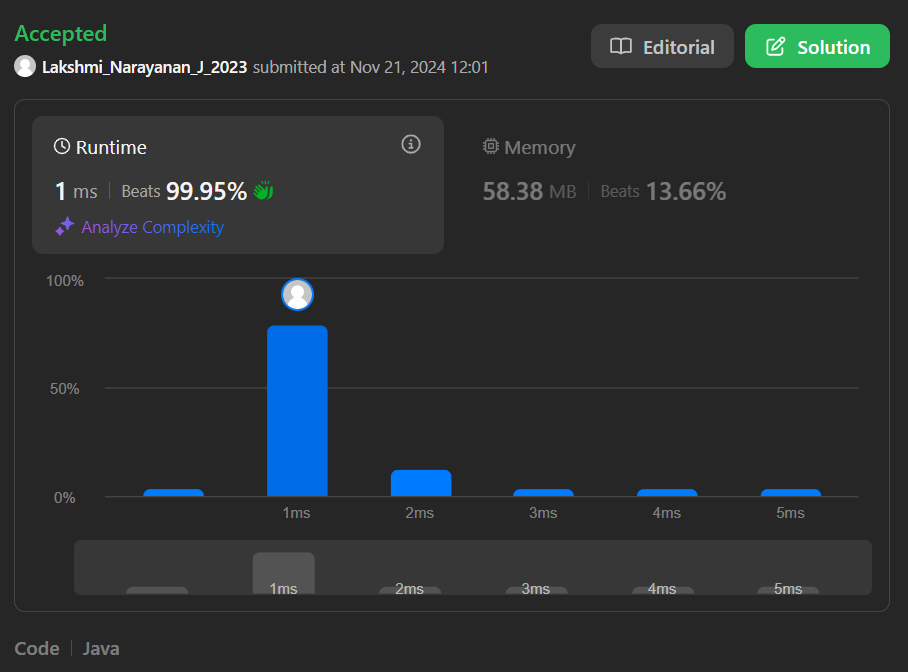 Accepted
Lakshmi_Narayanan_J_2023 submitted at Nov 21, 2024 12:01
Editorial
Solution
Runtime
1 ms | Beats 99.95%
Analyze Complexity
Memory
58.38 MB | Beats 13.66%
100%
50%
0%
1ms 2ms 3ms 4ms 5ms
1ms 2ms 3ms 4ms 5ms
Code | Java